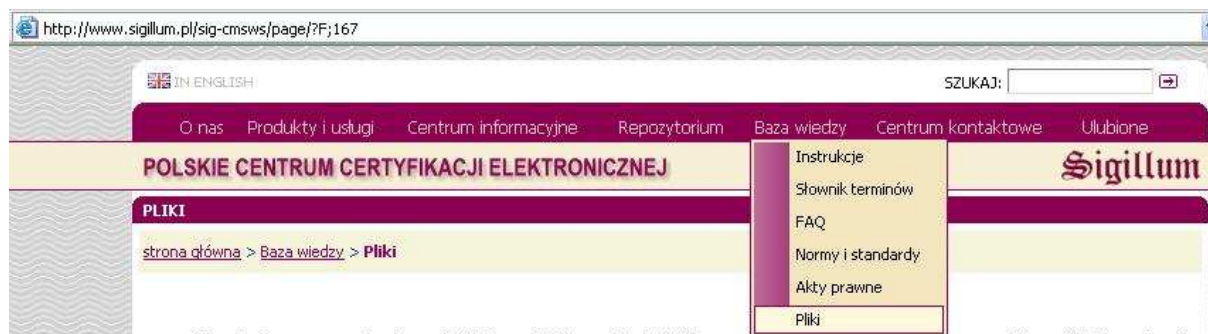 http://www.sigillum.pl/sig-cmsws/page/?F;167
IN ENGLISH
SZUKAJ:
O nas Produkty i usługi Centrum informacyjne Repozytorium Baza wiedzy Centrum kontaktowe Ulubione
POLSKIE CENTRUM CERTYFIKACJI ELEKTRONICZNEJ
Sigillum
Instrukcje
Słownik terminów
FAQ
Normy i standardy
Akty prawne
Pliki
PLIKI
strona główna > Baza wiedzy > Pliki